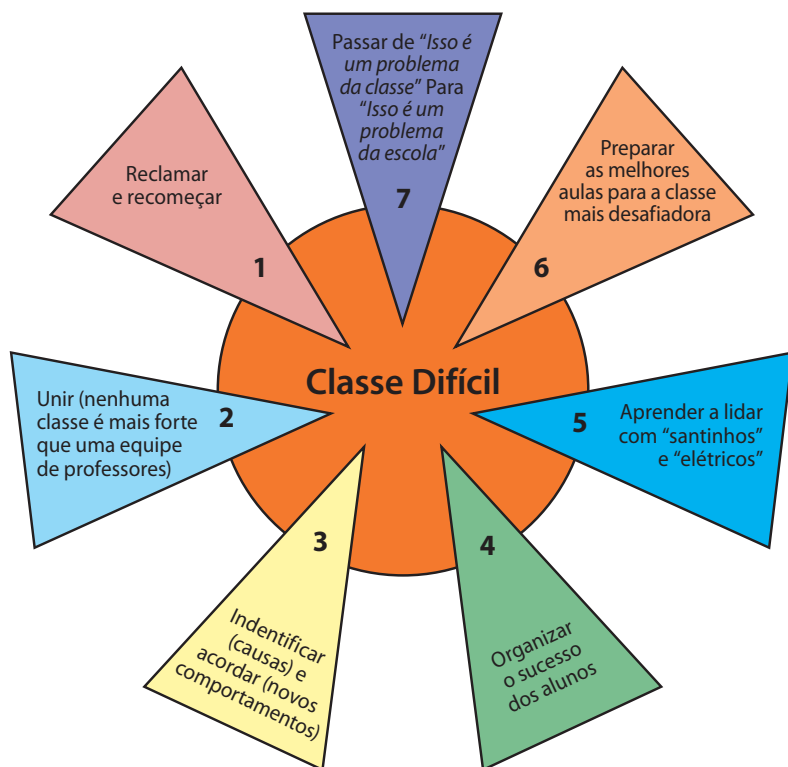 Classe Difícil
1
Reclamar
e recomeçar
2
Unir (nenhuma
classe é mais forte
que uma equipe
de professores)
3
Indentificar
(causas) e
acordar (novos
comportamentos)
4
Organizar
o sucesso
dos alunos
5
Aprender a lidar
com “santinhos”
e “elétricos”
6
Preparar
as melhores
aulas para a classe
mais desafiadora
7
Passar de “Isso é
um problema
da classe” Para
“Isso é um
problema
da escola”